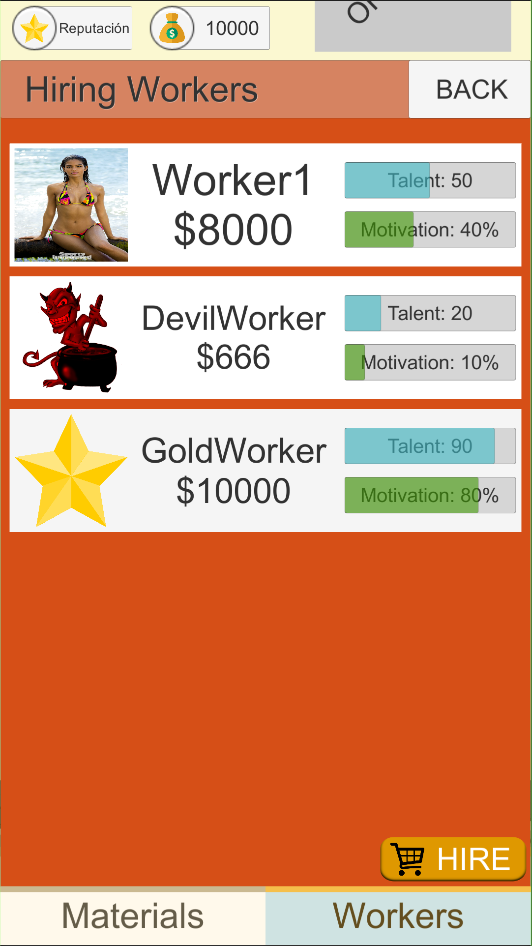 Reputación
10000
Hiring Workers
BACK
Worker1
$8000
Talent: 50
Motivation: 40%
DevilWorker
$666
Talent: 20
Motivation: 10%
GoldWorker
$10000
Talent: 90
Motivation: 80%
HIRE
Materials
Workers